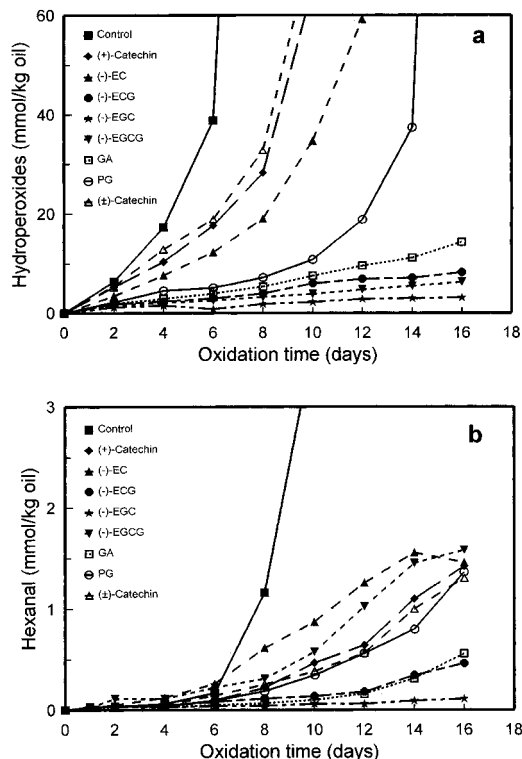 a
Hydroperoxides (mmol/kg oil)
60
40
20
0
Control
(+)-Catechin
(-)-EC
(-)-ECG
(-)-EGC
(-)-EGCG
GA
PG
(±)-Catechin
0 2 4 6 8 10 12 14 16 18
Oxidation time (days)
b
Hexanal (mmol/kg oil)
3
2
1
0
Control
(+)-Catechin
(-)-EC
(-)-ECG
(-)-EGC
(-)-EGCG
GA
PG
(±)-Catechin
0 2 4 6 8 10 12 14 16 18
Oxidation time (days)